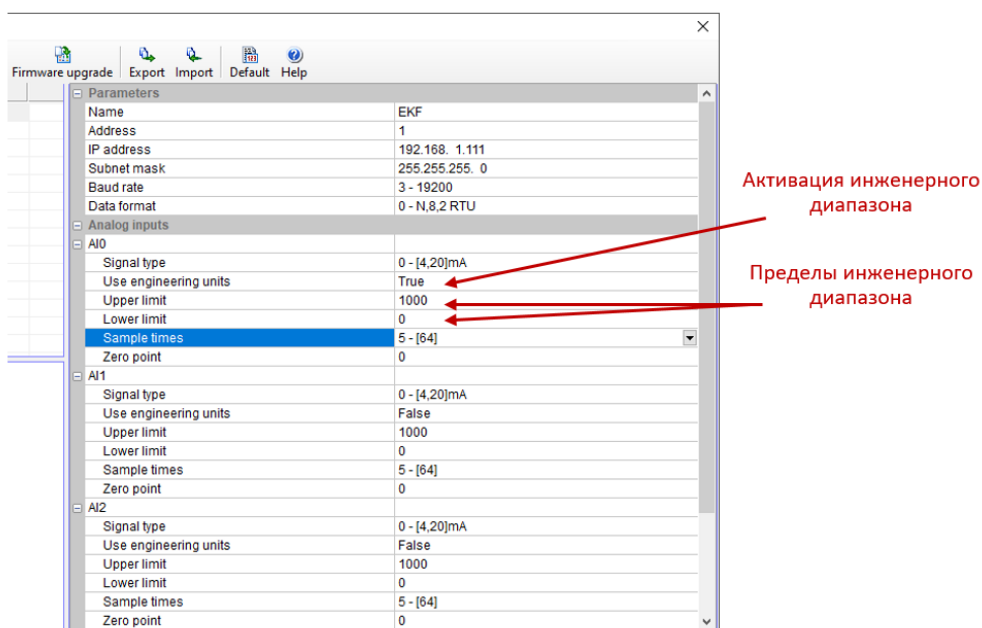 Firmware upgrade Export Import Default Help
Parameters
Name EKF
Address 1
IP address 192.168. 1.111
Subnet mask 255.255.255. 0
Baud rate 3 - 19200
Data format 0 - N,8,2 RTU
Analog inputs
AI0
Signal type 0 - [4,20]mA
Use engineering units True
Upper limit 1000
Lower limit 0
Sample times 5 - [64]
Zero point 0
AI1
Signal type 0 - [4,20]mA
Use engineering units False
Upper limit 1000
Lower limit 0
Sample times 5 - [64]
Zero point 0
AI2
Signal type 0 - [4,20]mA
Use engineering units False
Upper limit 1000
Lower limit 0
Sample times 5 - [64]
Zero point 0
Активация инженерного
диапазона
Пределы инженерного
диапазона